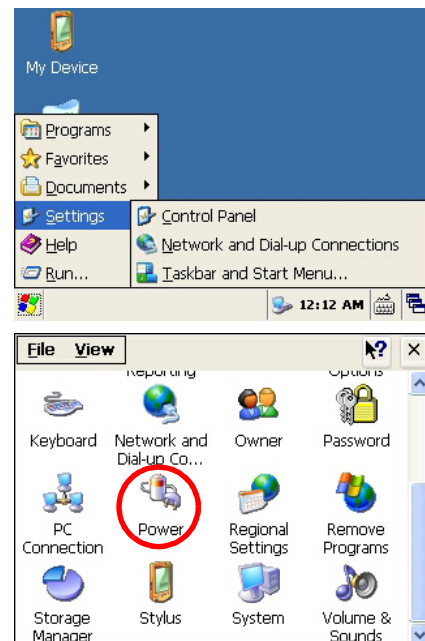 My Device
Programs
Favorites
Documents
Settings
Control Panel
Help
Network and Dial-up Connections
Run...
Taskbar and Start Menu...
12:12 AM
File View
?
Reporting
Options
Keyboard
Network and
Dial-up Co...
Owner
Password
PC
Connection
Power
Regional
Settings
Remove
Programs
Storage
Manager
Stylus
System
Volume &
Sounds